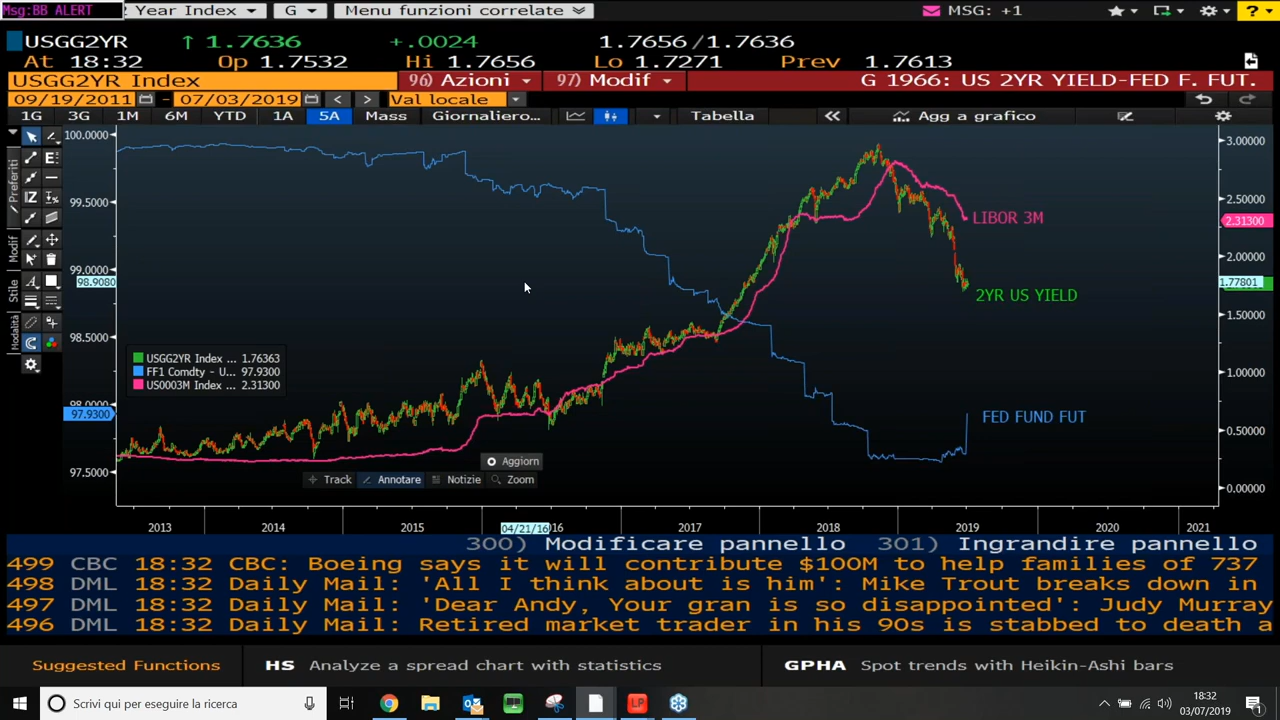 Msg:BB ALERT Year Index G Menu funzioni correlate MSG: +1 ?
USGG2YR ↑ 1.7636 +.0024 1.7656/1.7636
At 18:32 Op 1.7532 Hi 1.7656 Lo 1.7271 Prev 1.7613
USGG2YR Index 96) Azioni 97) Modif G 1966: US 2YR YIELD-FED F. FUT.
09/19/2011 - 07/03/2019 < > Val locale
1G 3G 1M 6M YTD 1A 5A Mass Giornaliero... Tabella « Agg a grafico
100.0000
99.5000
99.0000
98.9080
98.5000
98.0000
97.9300
97.5000
Preferiti
Modif
Stile
Modalità
3.00000
2.50000
2.31300
2.00000
1.77801
1.50000
1.00000
0.50000
0.00000
LIBOR 3M
2YR US YIELD
FED FUND FUT
USGG2YR Index ... 1.76363
FF1 Comdty - U... 97.9300
US0003M Index ... 2.31300
Aggiorn
Track Annotare Notizie Zoom
2013 2014 2015 04/21/16 16 2017 2018 2019 2020 2021
300) Modificare pannello 301) Ingrandire pannello
499 CBC 18:32 CBC: Boeing says it will contribute $100M to help families of 737
498 DML 18:32 Daily Mail: 'All I think about is him': Mike Trout breaks down in
497 DML 18:32 Daily Mail: 'Dear Andy, Your gran is so disappointed': Judy Murray
496 DML 18:32 Daily Mail: Retired market trader in his 90s is stabbed to death a
Suggested Functions HS Analyze a spread chart with statistics GPHA Spot trends with Heikin-Ashi bars
Scrivi qui per eseguire la ricerca
LP
18:32
03/07/2019
1